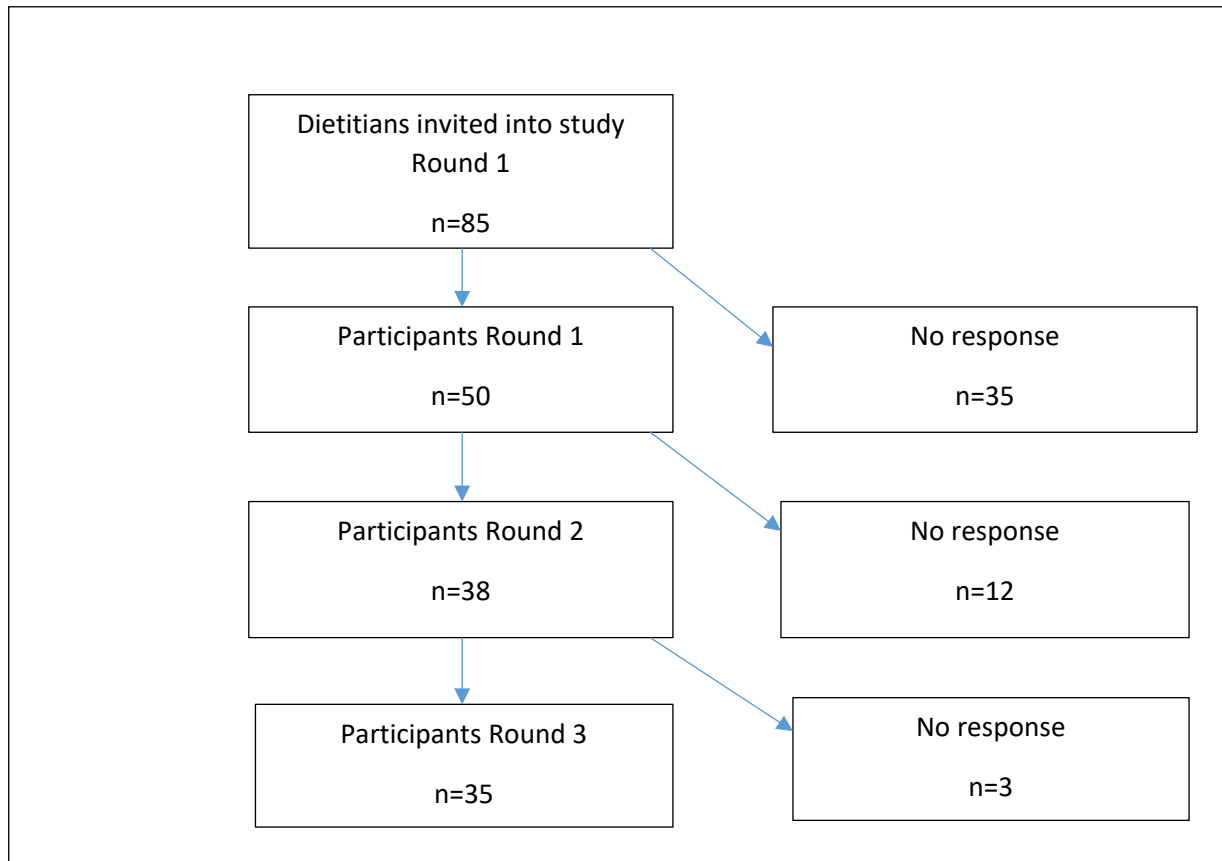 Dietitians invited into study
Round 1
n=85
Participants Round 1
n=50
No response
n=35
Participants Round 2
n=38
No response
n=12
Participants Round 3
n=35
No response
n=3